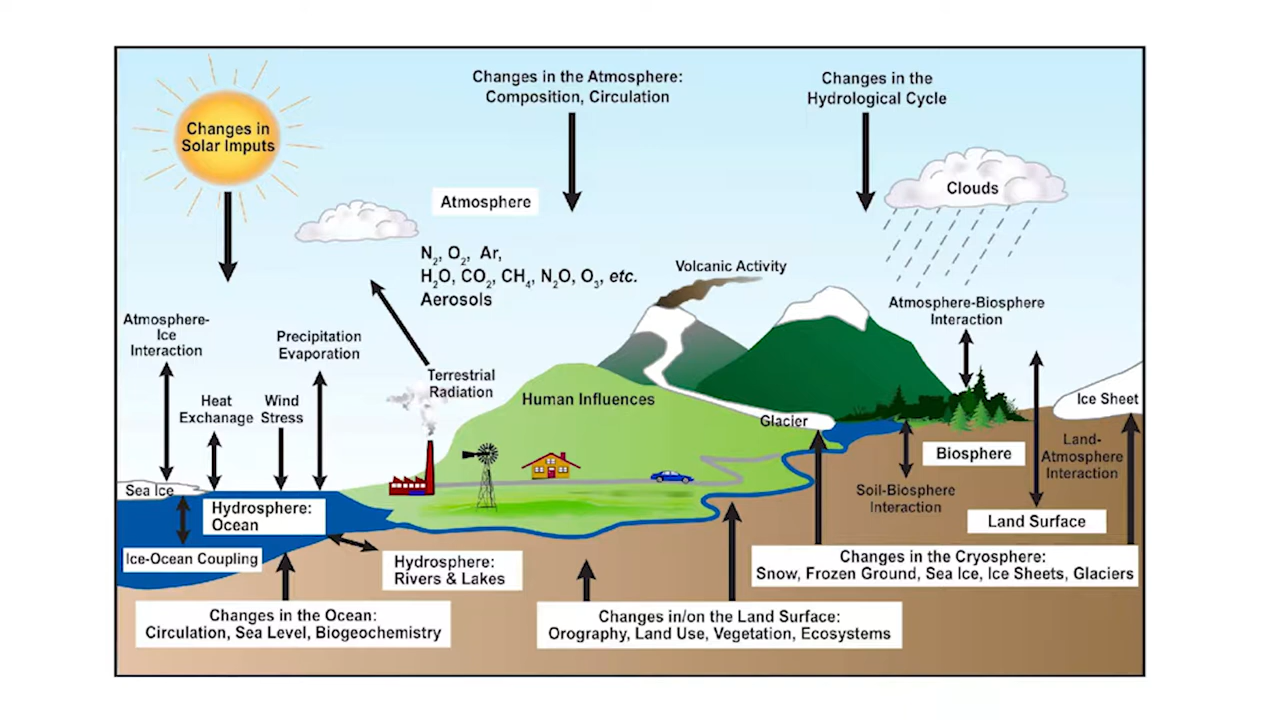 Changes in the Atmosphere:
Composition, Circulation
Changes in the
Hydrological Cycle
Changes in
Solar Imputs
Clouds
Atmosphere
N₂, O₂, Ar,
H₂O, CO₂, CH₄, N₂O, O₃, etc.
Aerosols
Volcanic Activity
Atmosphere-Biosphere
Interaction
Atmosphere-
Ice
Interaction
Precipitation
Evaporation
Terrestrial
Radiation
Heat
Exchanage
Wind
Stress
Human Influences
Glacier
Ice Sheet
Land-
Atmosphere
Interaction
Biosphere
Soil-Biosphere
Interaction
Land Surface
Sea Ice
Hydrosphere:
Ocean
Ice-Ocean Coupling
Hydrosphere:
Rivers & Lakes
Changes in the Cryosphere:
Snow, Frozen Ground, Sea Ice, Ice Sheets, Glaciers
Changes in the Ocean:
Circulation, Sea Level, Biogeochemistry
Changes in/on the Land Surface:
Orography, Land Use, Vegetation, Ecosystems